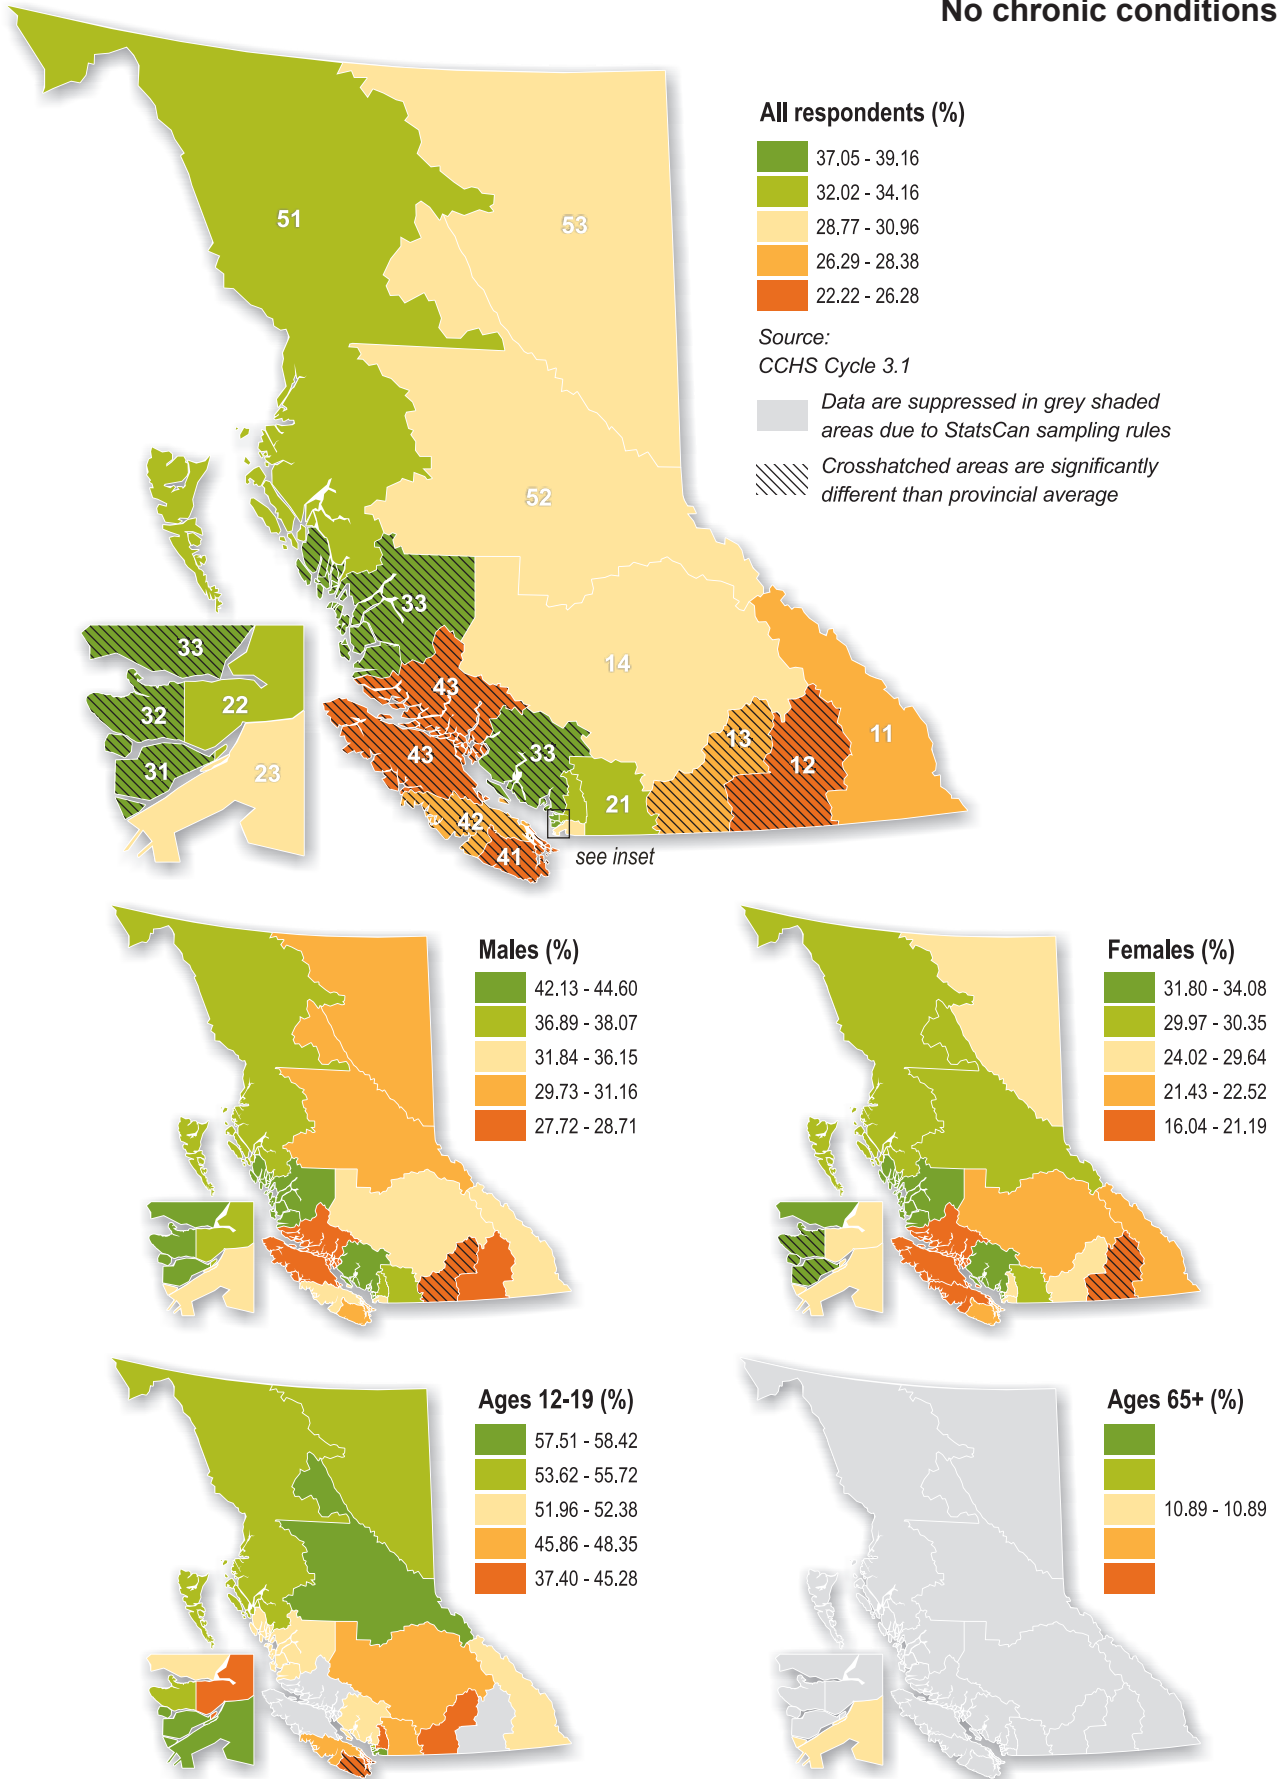 No chronic conditions
All respondents (%)
37.05 - 39.16
32.02 - 34.16
28.77 - 30.96
26.29 - 28.38
22.22 - 26.28
Source:
CCHS Cycle 3.1
Data are suppressed in grey shaded
areas due to StatsCan sampling rules
Crosshatched areas are significantly
different than provincial average
51
53
52
33
14
43
33
43
13
12
11
21
42
41
see inset
33
32
22
31
23
Males (%)
42.13 - 44.60
36.89 - 38.07
31.84 - 36.15
29.73 - 31.16
27.72 - 28.71
Females (%)
31.80 - 34.08
29.97 - 30.35
24.02 - 29.64
21.43 - 22.52
16.04 - 21.19
Ages 12-19 (%)
57.51 - 58.42
53.62 - 55.72
51.96 - 52.38
45.86 - 48.35
37.40 - 45.28
Ages 65+ (%)
10.89 - 10.89